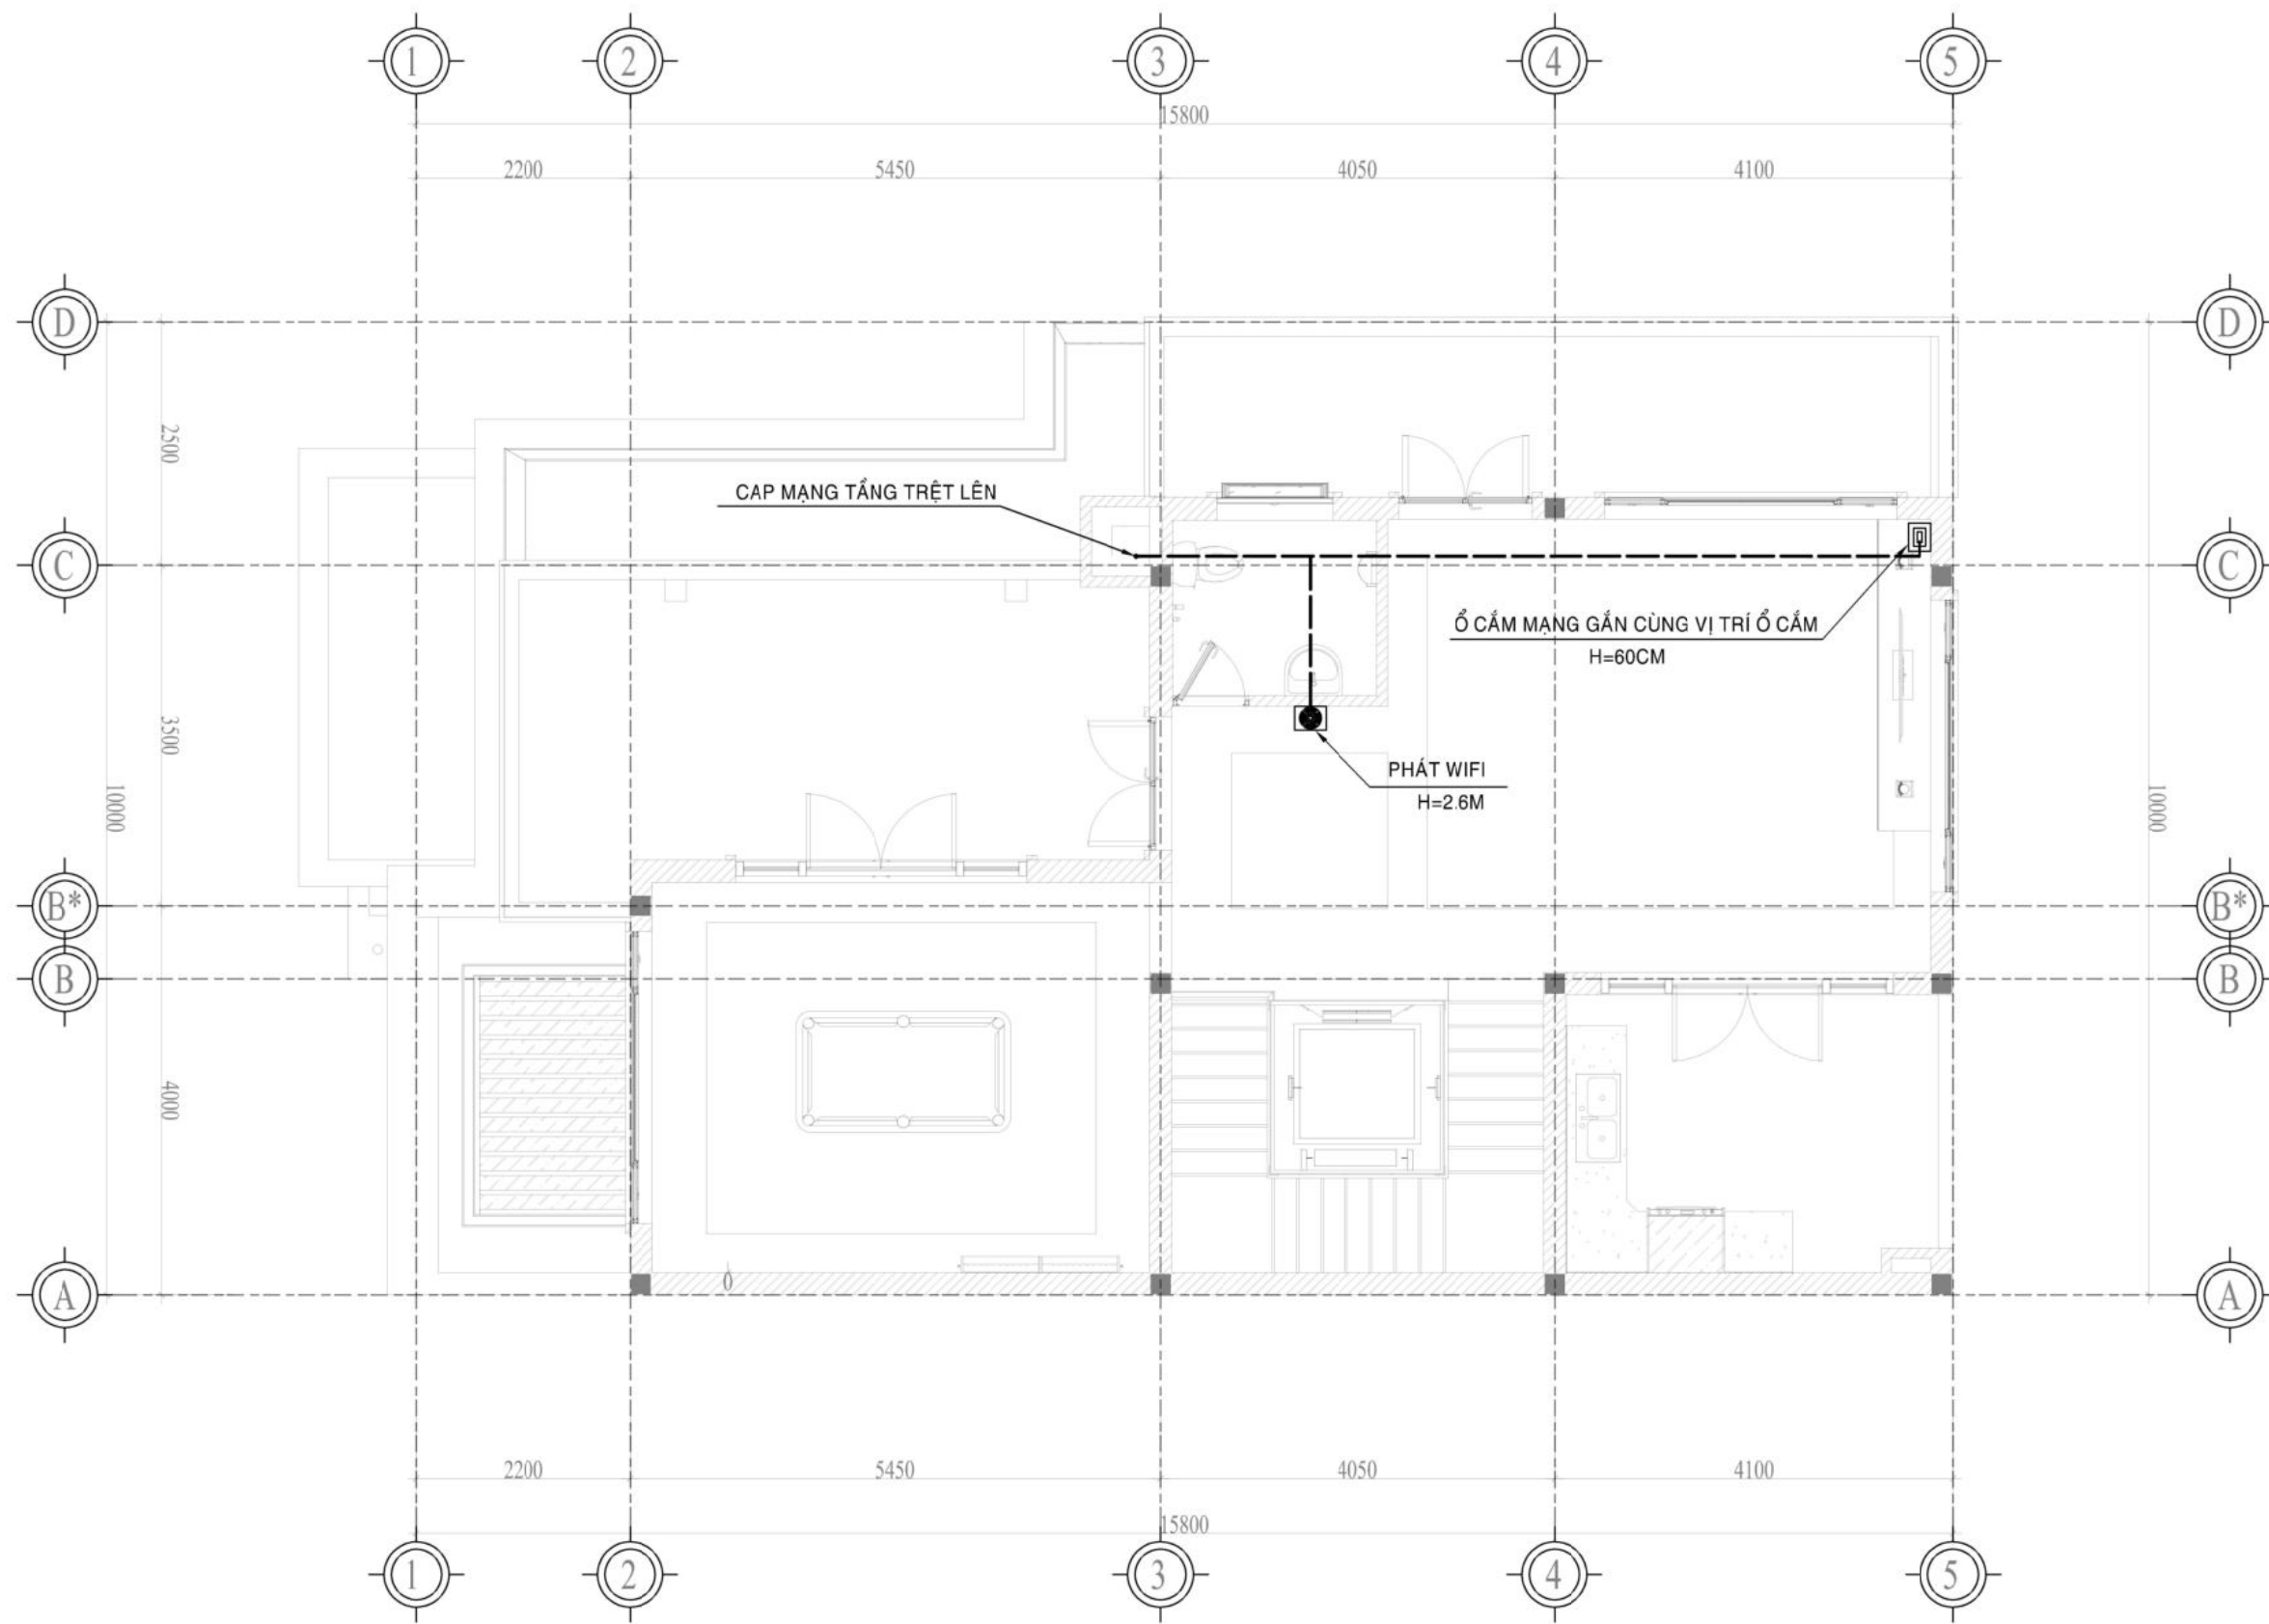 1 2 3 4 5
15800
2200 5450 4050 4100
D D
2500
CAP MẠNG TẦNG TRỆT LÊN
C C
Ổ CẮM MẠNG GẮN CÙNG VỊ TRÍ Ổ CẮM
H=60CM
3500
PHÁT WIFI
H=2.6M
10000 10000
B* B*
B B
4000
A A
2200 5450 4050 4100
15800
1 2 3 4 5